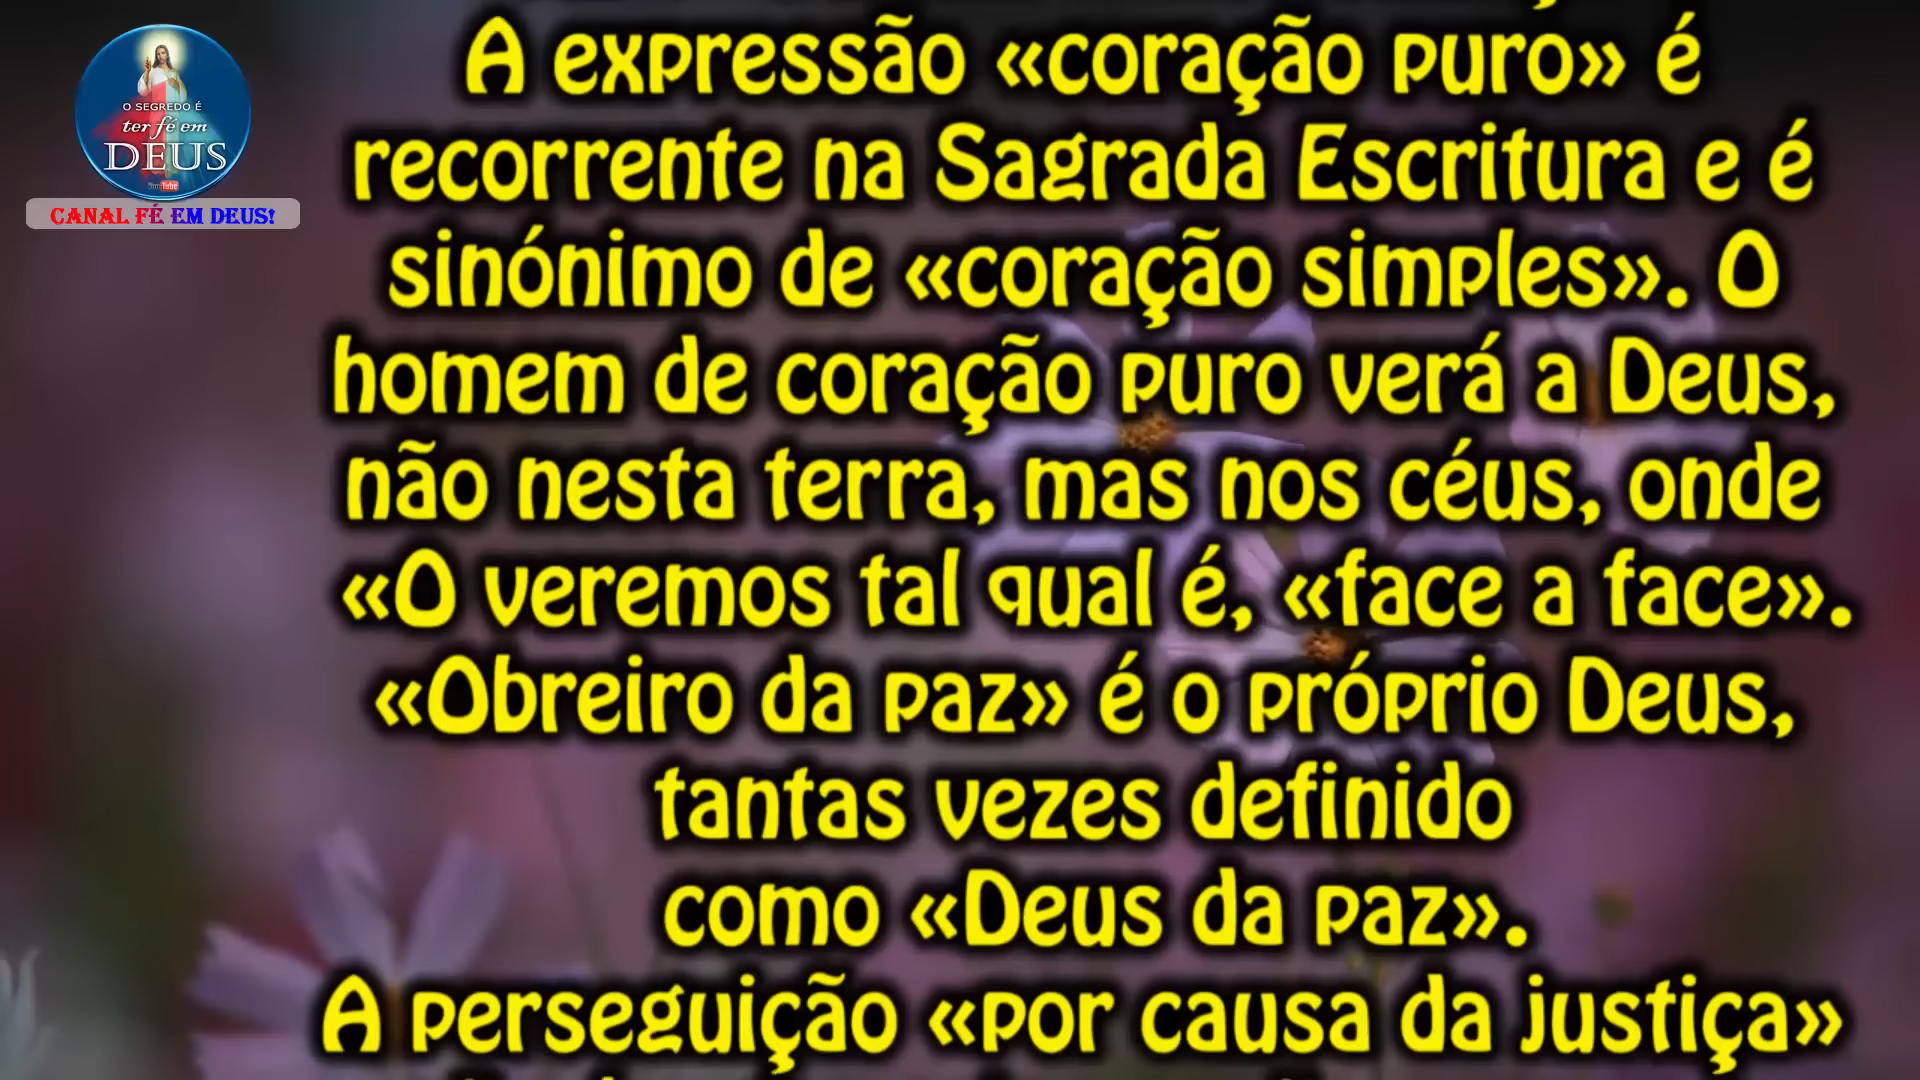 O SEGREDO É
ter fé em
DEUS
YouTube
CANAL FÉ EM DEUS!
A expressão «coração puro» é
recorrente na Sagrada Escritura e é
sinónimo de «coração simples». O
homem de coração puro verá a Deus,
não nesta terra, mas nos céus, onde
«O veremos tal qual é, «face a face».
«Obreiro da paz» é o próprio Deus,
tantas vezes definido
como «Deus da paz».
A perseguição «por causa da justiça»